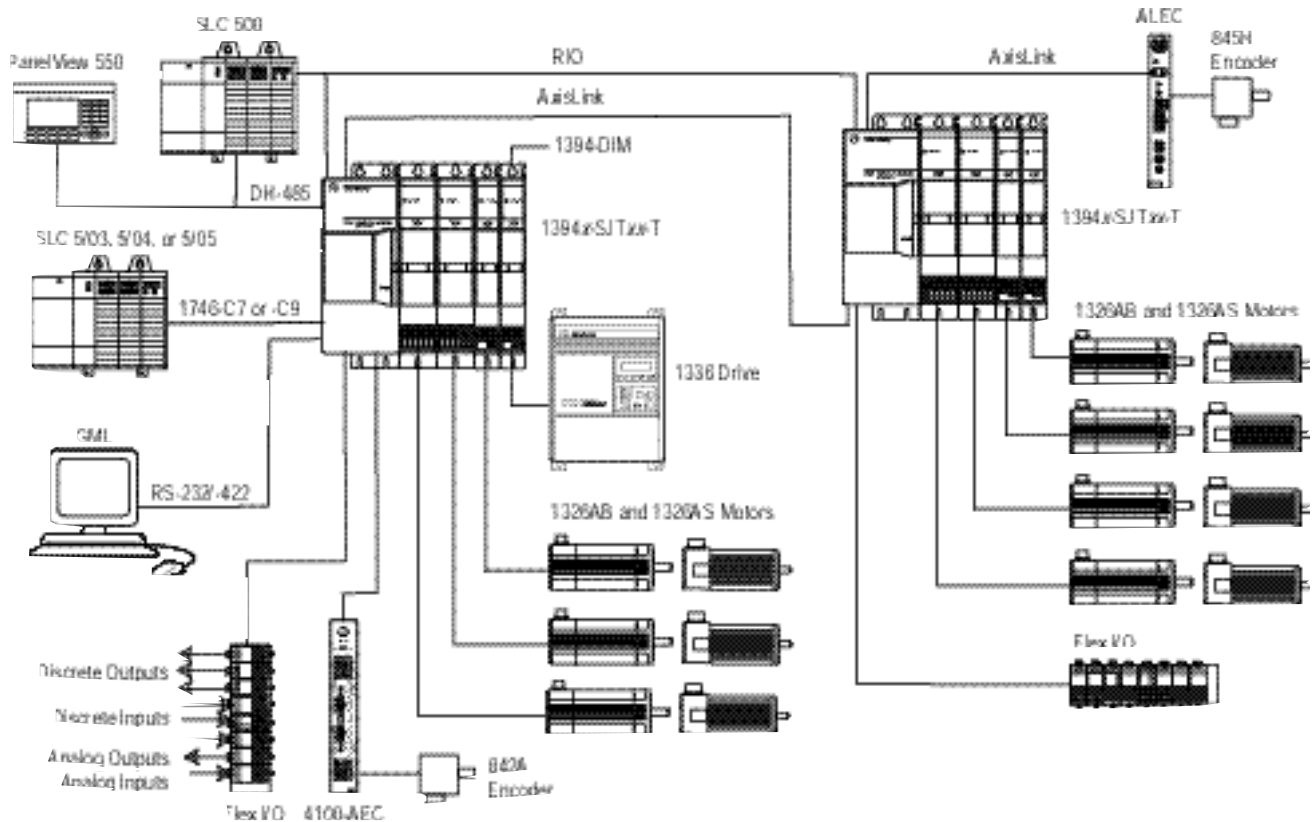 SLC 500
PanelView 550
RIO
AxisLink
ALEC
845H
Encoder
AxisLink
1394-DIM
DH-485
1394x-SJTxx-T
1394x-SJTxx-T
SLC 5/03, 5/04, or 5/05
1746-C7 or -C9
1336 Drive
1326AB and 1326AS Motors
GML
RS-232/-422
1326AB and 1326AS Motors
Flex I/O
Discrete Outputs
Discrete Inputs
Analog Outputs
Analog Inputs
Flex I/O
4100-AEC
Encoder